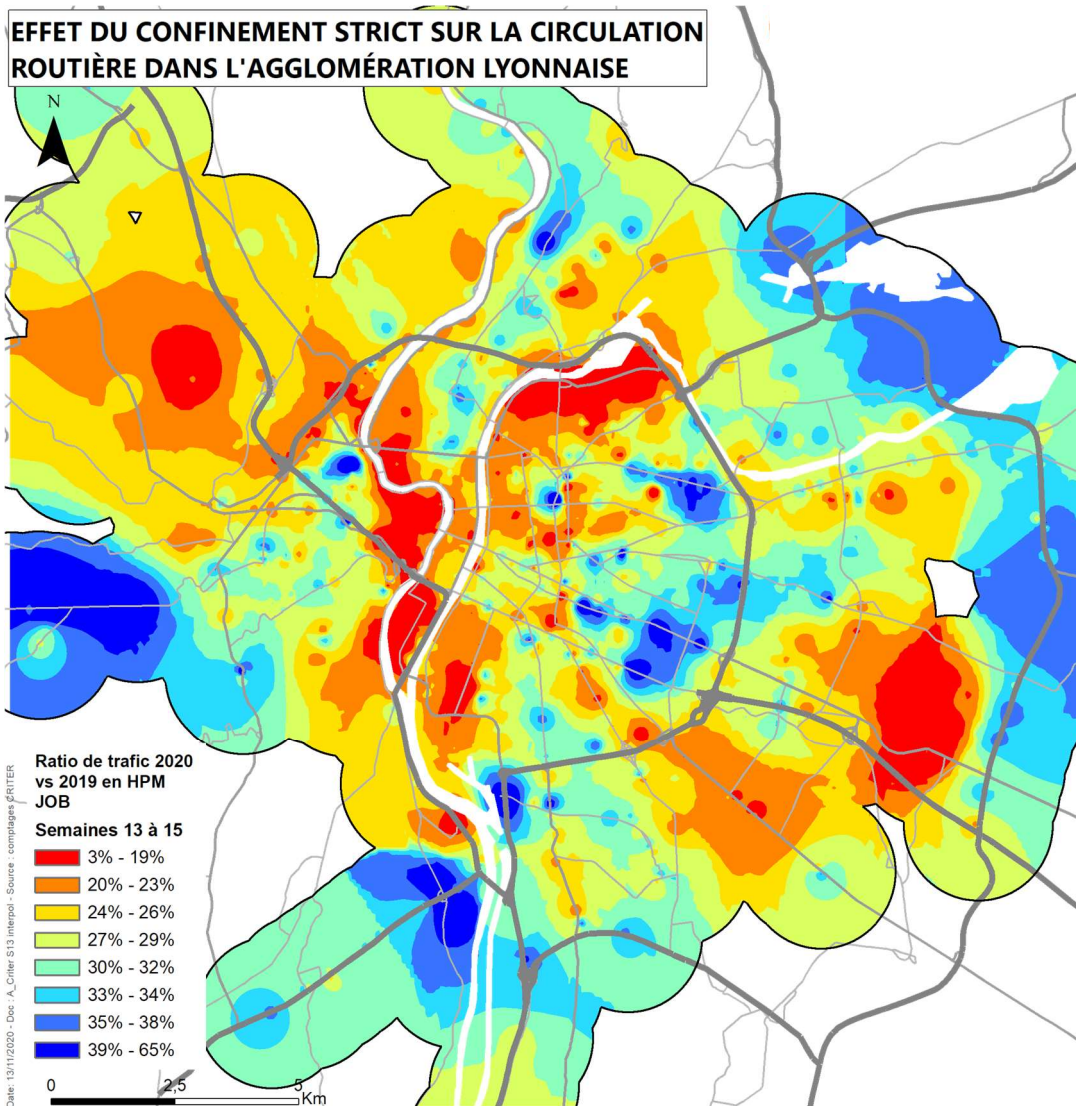 EFFET DU CONFINEMENT STRICT SUR LA CIRCULATION
ROUTIÈRE DANS L'AGGLOMÉRATION LYONNAISE
N
Ratio de trafic 2020
vs 2019 en HPM
JOB
Semaines 13 à 15
3% - 19%
20% - 23%
24% - 26%
27% - 29%
30% - 32%
33% - 34%
35% - 38%
39% - 65%
0 2,5 5
Km
Date: 13/11/2020 - Doc : A_Criter S13 interpol - Source : comptages CRITER